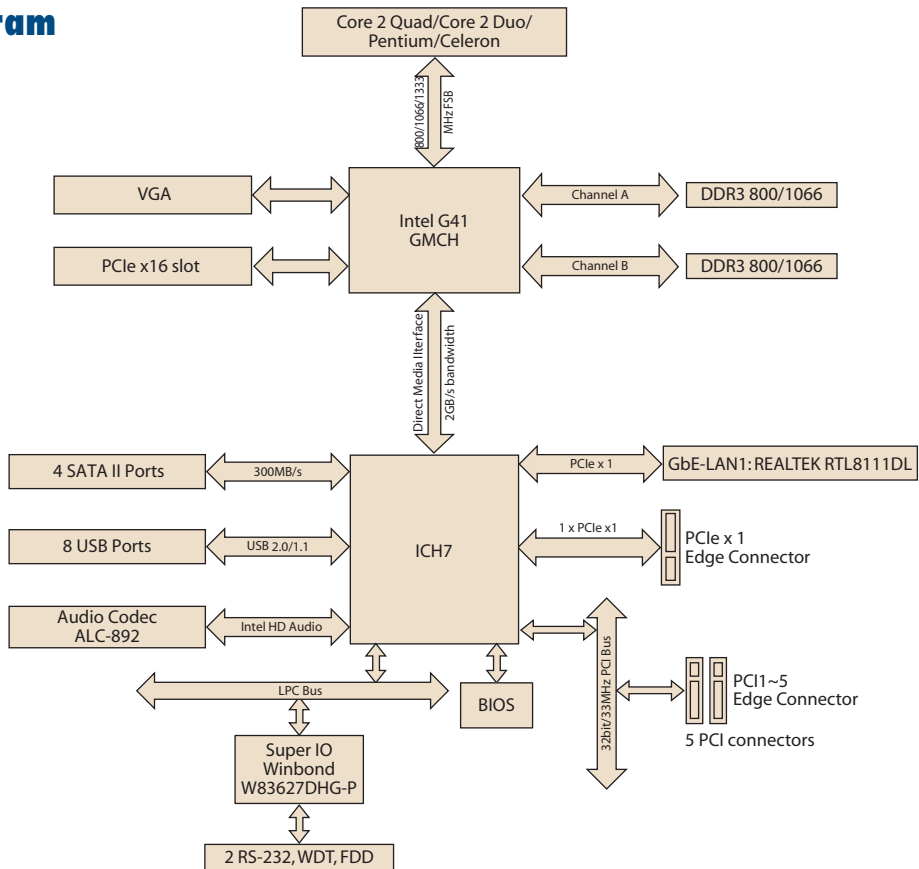 ram
Core 2 Quad/Core 2 Duo/
Pentium/Celeron
800/1066/1333
MHz FSB
VGA
PCIe x16 slot
Intel G41
GMCH
Channel A
Channel B
DDR3 800/1066
DDR3 800/1066
Direct Media IIterface
2GB/s bandwidth
4 SATA II Ports
300MB/s
8 USB Ports
USB 2.0/1.1
Audio Codec
ALC-892
Intel HD Audio
ICH7
PCIe x 1
GbE-LAN1: REALTEK RTL8111DL
1 x PCIe x1
PCIe x 1
Edge Connector
32bit/33MHz PCI Bus
PCI1~5
Edge Connector
5 PCI connectors
LPC Bus
BIOS
Super IO
Winbond
W83627DHG-P
2 RS-232, WDT, FDD